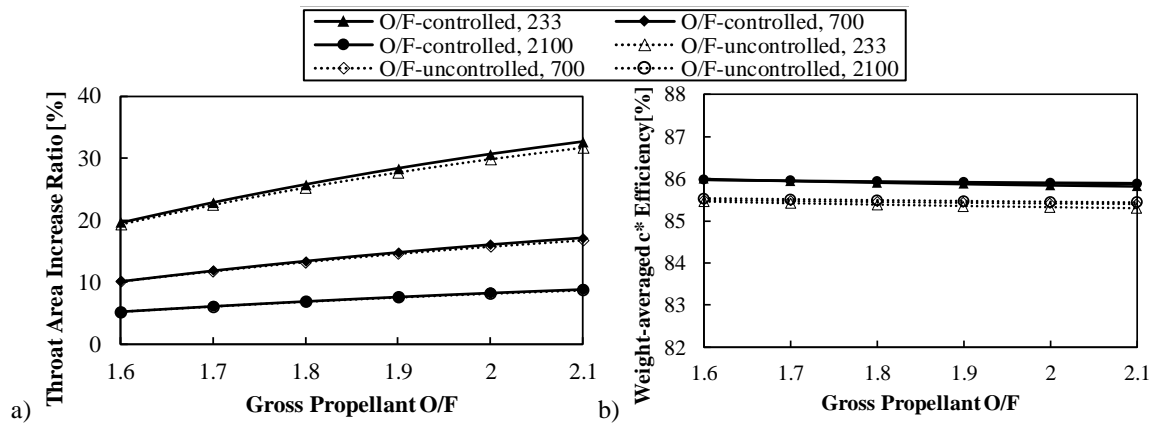 O/F-controlled, 233 O/F-controlled, 700
O/F-controlled, 2100 O/F-uncontrolled, 233
O/F-uncontrolled, 700 O/F-uncontrolled, 2100
Throat Area Increase Ratio [%]
40
30
20
10
0
1.6 1.7 1.8 1.9 2 2.1
Gross Propellant O/F
a)
Weight-averaged c* Efficiency[%]
88
87
86
85
84
83
82
1.6 1.7 1.8 1.9 2 2.1
Gross Propellant O/F
b)